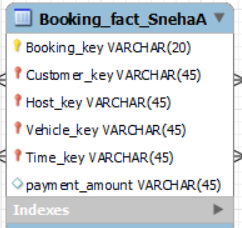 Booking_fact_SnehaA
Booking_key VARCHAR(20)
Customer_key VARCHAR(45)
Host_key VARCHAR(45)
Vehicle_key VARCHAR(45)
Time_key VARCHAR(45)
payment_amount VARCHAR(45)
Indexes